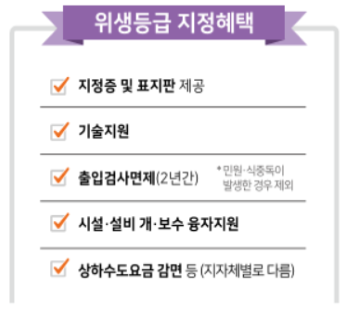 위생등급 지정혜택
지정증 및 표지판 제공
기술지원
출입검사면제(2년간) *민원·식중독이
발생한 경우 제외
시설·설비 개·보수 융자지원
상하수도요금 감면 등 (지자체별로 다름)